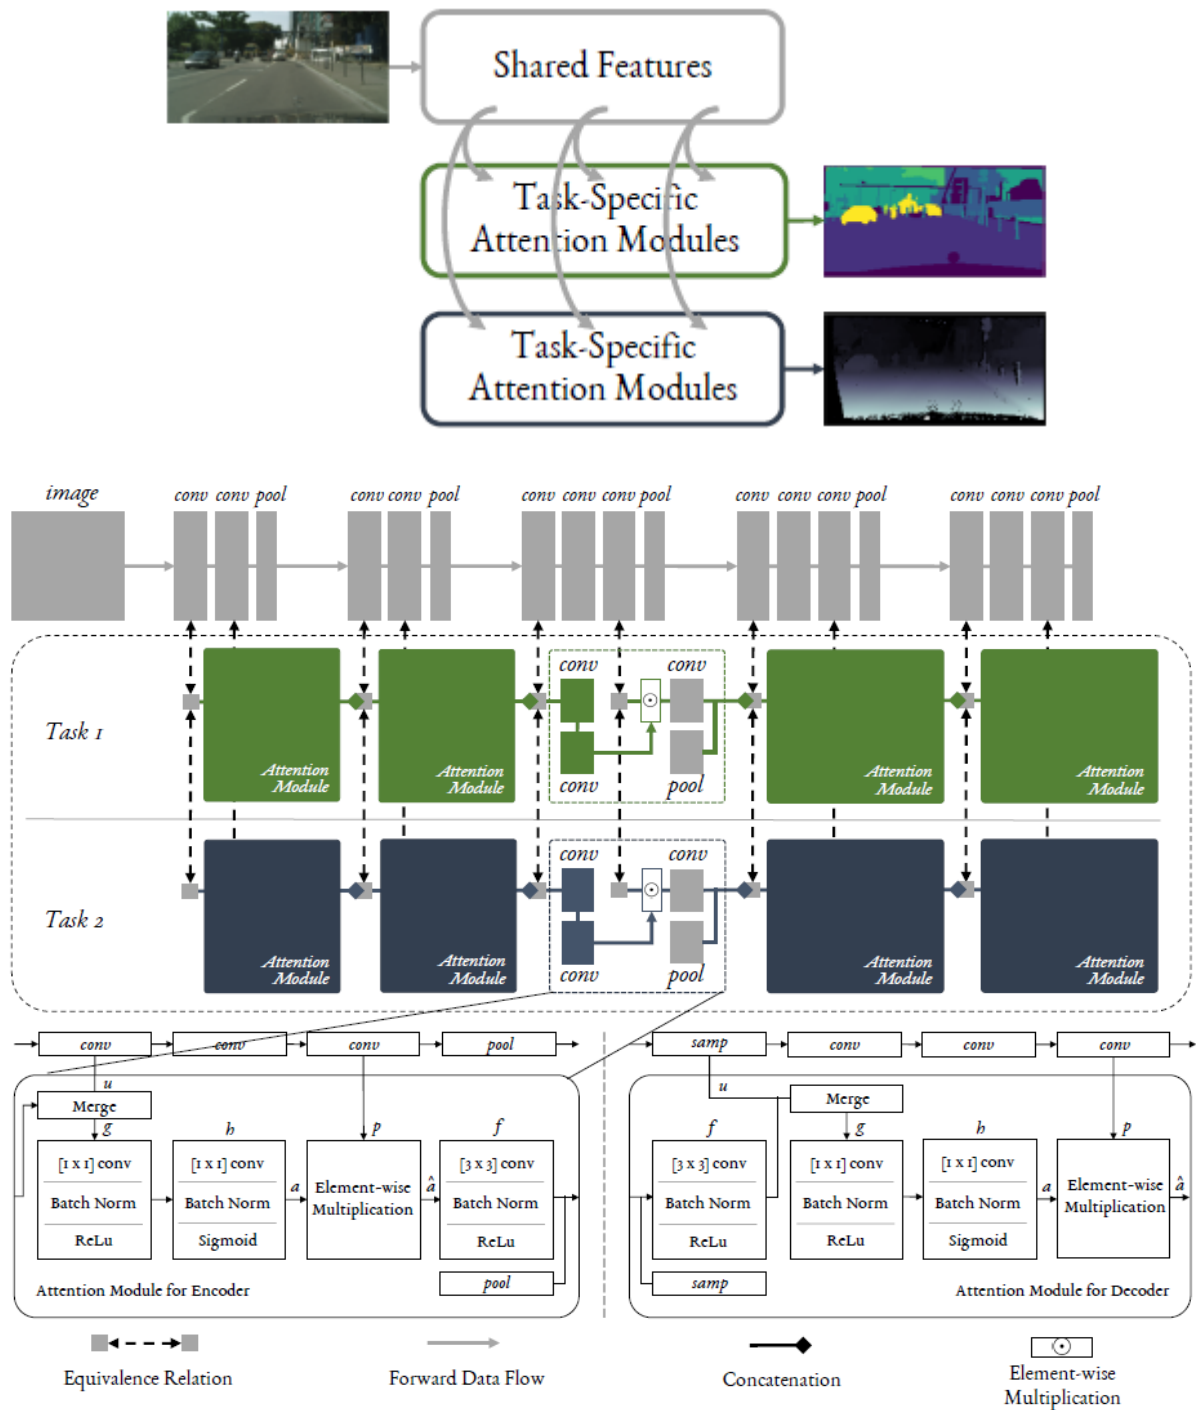 Shared Features
Task-Specific
Attention Modules
Task-Specific
Attention Modules
image
conv conv pool
conv conv pool
conv conv conv pool
conv conv conv pool
conv conv conv pool
Task 1
Attention
Module
Attention
Module
conv
conv
conv
pool
Attention
Module
Attention
Module
Task 2
Attention
Module
Attention
Module
conv
conv
conv
pool
Attention
Module
Attention
Module
conv
conv
conv
pool
u
Merge
g
h
p
f
[1 x 1] conv
Batch Norm
ReLu
[1 x 1] conv
Batch Norm
Sigmoid
a
Element-wise
Multiplication
â
[3 x 3] conv
Batch Norm
ReLu
pool
Attention Module for Encoder
samp
conv
conv
conv
u
Merge
f
g
h
p
[3 x 3] conv
Batch Norm
ReLu
samp
[1 x 1] conv
Batch Norm
ReLu
[1 x 1] conv
Batch Norm
Sigmoid
a
Element-wise
Multiplication
â
Attention Module for Decoder
Equivalence Relation
Forward Data Flow
Concatenation
Element-wise
Multiplication